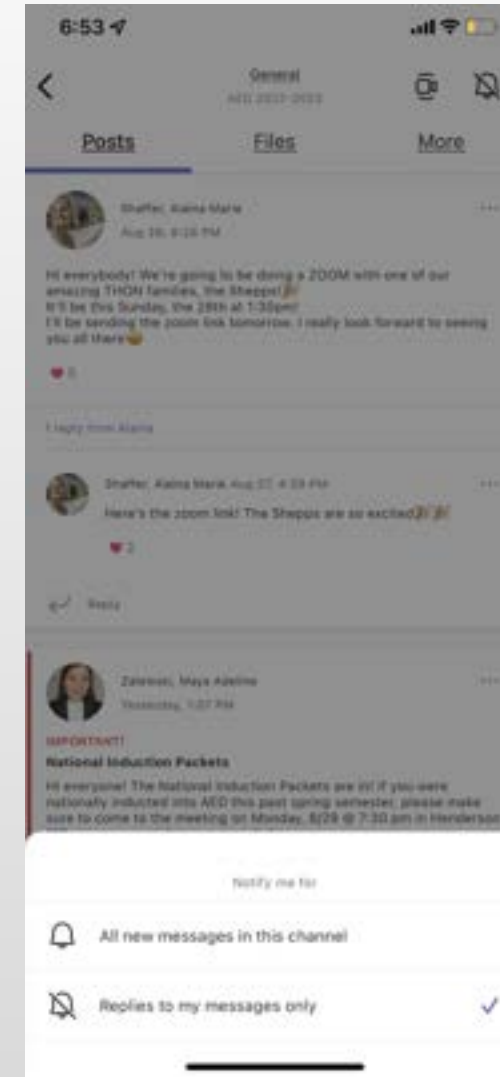 6:53
General
AED 2022-2023
Posts
Files
More
Shaffer, Alaina Marie
Aug 26, 8:26 PM
Hi everybody! We're going to be doing a ZOOM with one of our
amazing THON families, the Shepps!
It'll be this Sunday, the 28th at 1:30pm!
I'll be sending the zoom link tomorrow. I really look forward to seeing
you all there
1 reply from Alaina
Shaffer, Alaina Marie Aug 27, 4:39 PM
Here's the zoom link! The Shepps are so excited
2
Reply
Zalewski, Maya Adeline
Yesterday, 1:07 PM
IMPORTANT!
National Induction Packets
Hi everyone! The National Induction Packets are in! If you were
nationally inducted into AED this past spring semester, please make
sure to come to the meeting on Monday, 8/29 @ 7:30 pm in Henderson
Notify me for
All new messages in this channel
Replies to my messages only